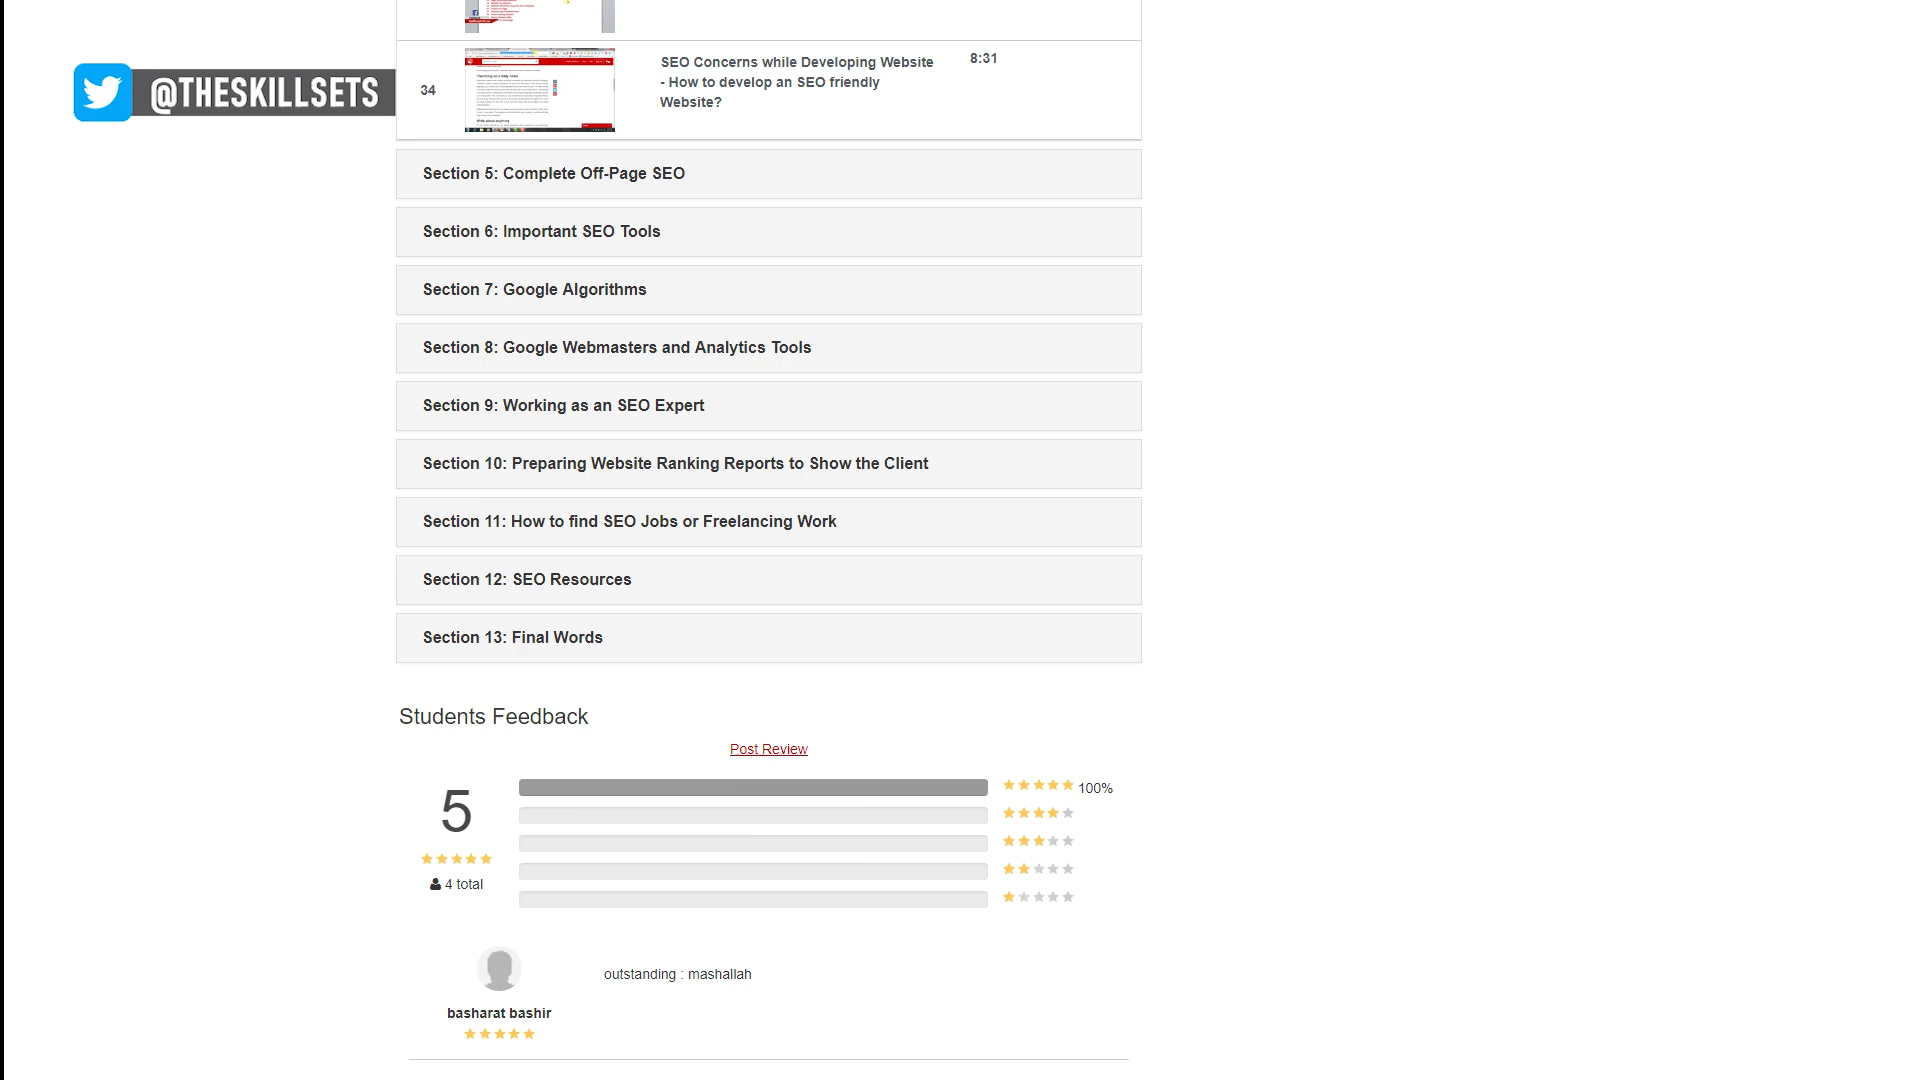 @THESKILLSETS
34
SEO Concerns while Developing Website
- How to develop an SEO friendly
Website?
8:31
Section 5: Complete Off-Page SEO
Section 6: Important SEO Tools
Section 7: Google Algorithms
Section 8: Google Webmasters and Analytics Tools
Section 9: Working as an SEO Expert
Section 10: Preparing Website Ranking Reports to Show the Client
Section 11: How to find SEO Jobs or Freelancing Work
Section 12: SEO Resources
Section 13: Final Words
Students Feedback
Post Review
5
4 total
100%
outstanding : mashallah
basharat bashir